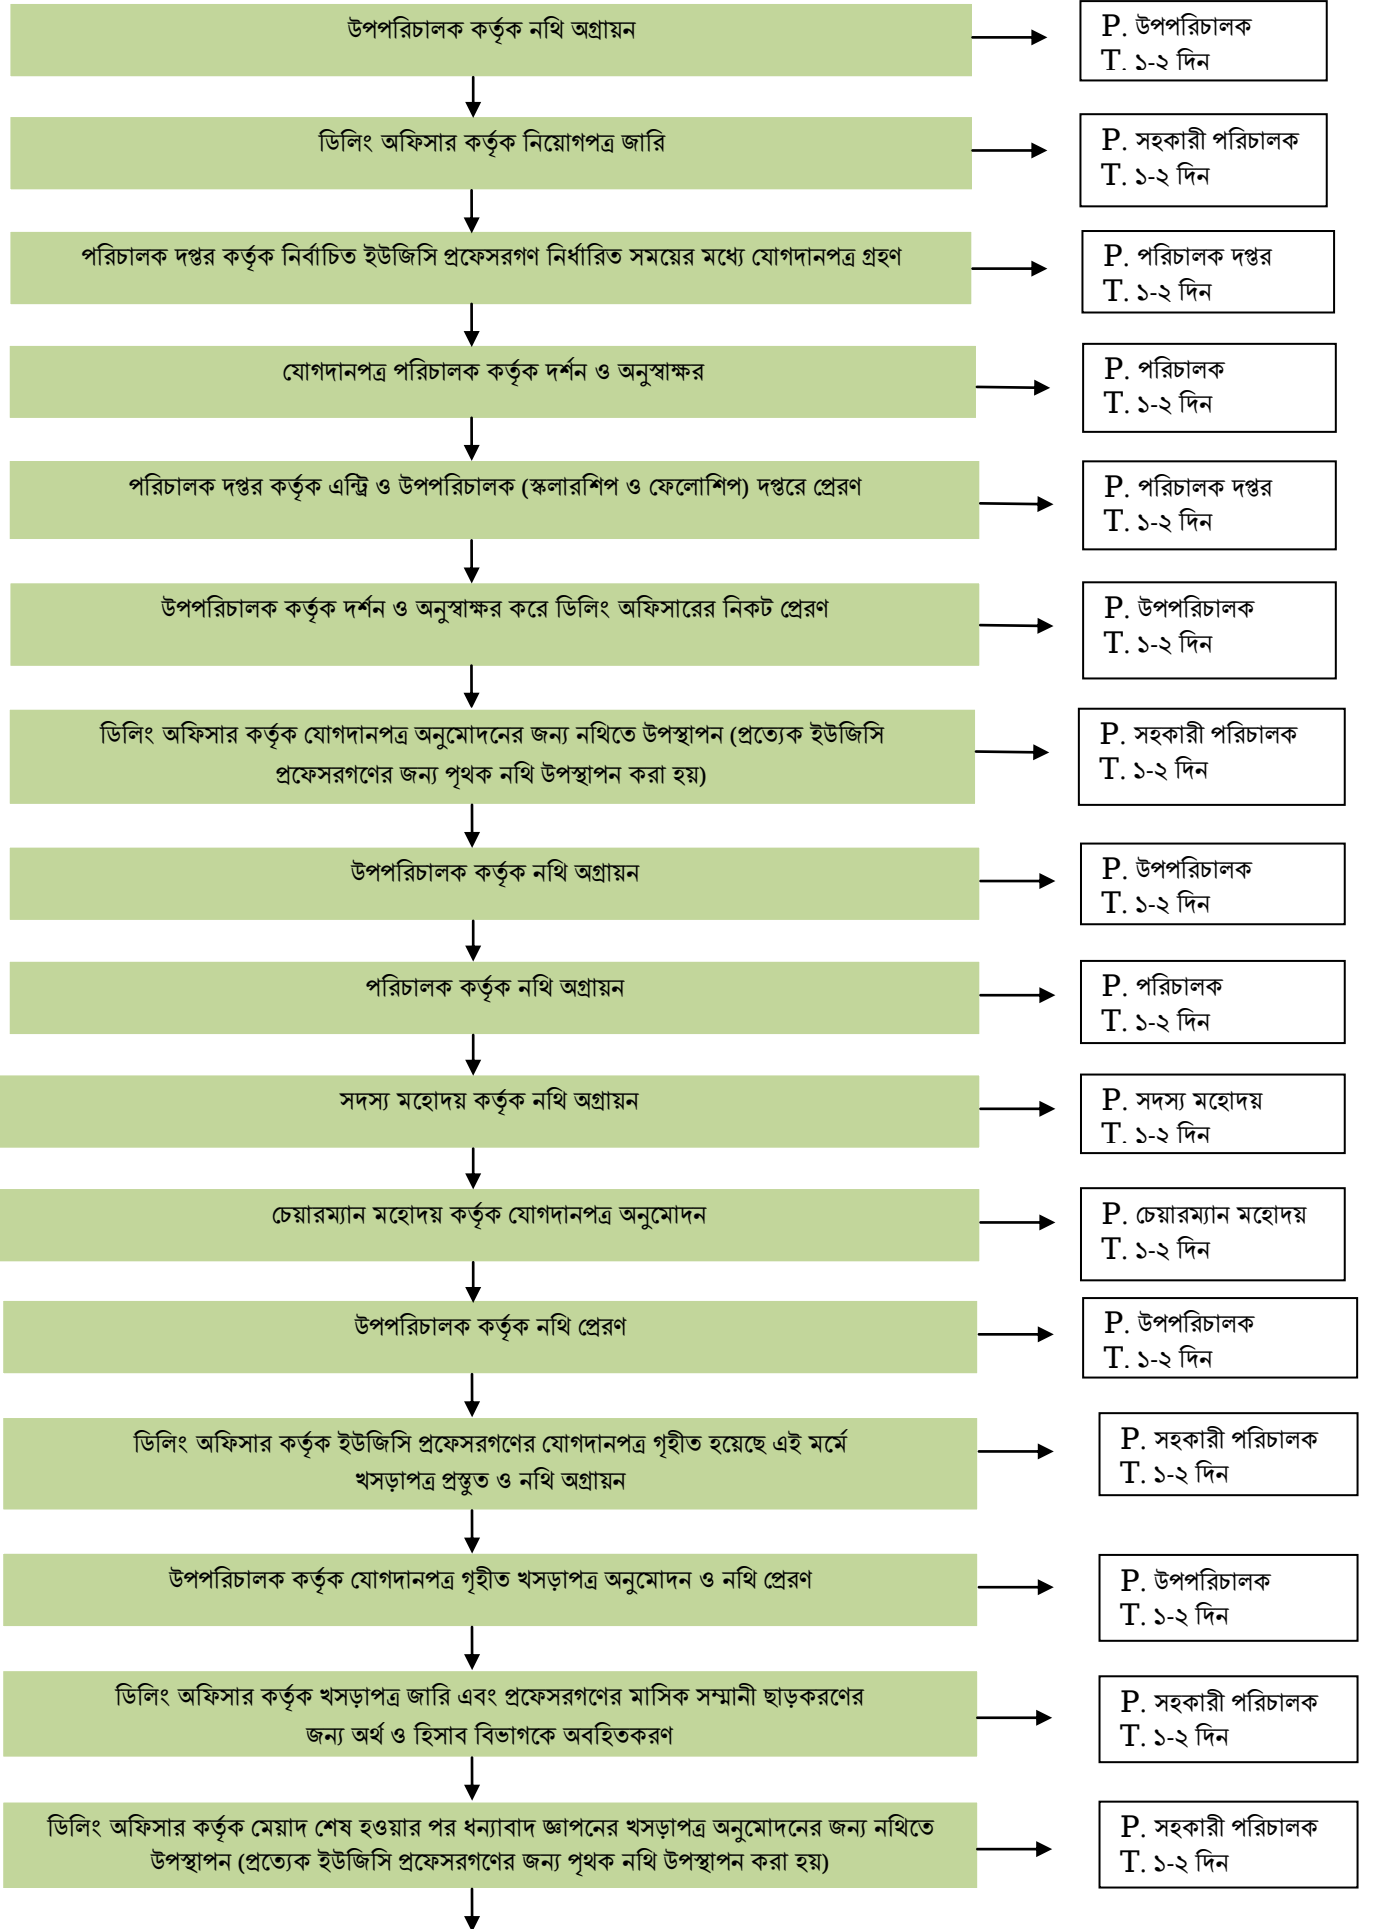 উপপরিচালক কর্তৃক নথি অগ্রায়ন
P. উপপরিচালক
T. ১-২ দিন
ডিলিং অফিসার কর্তৃক নিয়োগপত্র জারি
P. সহকারী পরিচালক
T. ১-২ দিন
পরিচালক দপ্তর কর্তৃক নির্বাচিত ইউজিসি প্রফেসরগণ নির্ধারিত সময়ের মধ্যে যোগদানপত্র গ্রহণ
P. পরিচালক দপ্তর
T. ১-২ দিন
যোগদানপত্র পরিচালক কর্তৃক দর্শন ও অনুস্বাক্ষর
P. পরিচালক
T. ১-২ দিন
পরিচালক দপ্তর কর্তৃক এন্ট্রি ও উপপরিচালক (স্কলারশিপ ও ফেলোশিপ) দপ্তরে প্রেরণ
P. পরিচালক দপ্তর
T. ১-২ দিন
উপপরিচালক কর্তৃক দর্শন ও অনুস্বাক্ষর করে ডিলিং অফিসারের নিকট প্রেরণ
P. উপপরিচালক
T. ১-২ দিন
ডিলিং অফিসার কর্তৃক যোগদানপত্র অনুমোদনের জন্য নথিতে উপস্থাপন (প্রত্যেক ইউজিসি
প্রফেসরগণের জন্য পৃথক নথি উপস্থাপন করা হয়)
P. সহকারী পরিচালক
T. ১-২ দিন
উপপরিচালক কর্তৃক নথি অগ্রায়ন
P. উপপরিচালক
T. ১-২ দিন
পরিচালক কর্তৃক নথি অগ্রায়ন
P. পরিচালক
T. ১-২ দিন
সদস্য মহোদয় কর্তৃক নথি অগ্রায়ন
P. সদস্য মহোদয়
T. ১-২ দিন
চেয়ারম্যান মহোদয় কর্তৃক যোগদানপত্র অনুমোদন
P. চেয়ারম্যান মহোদয়
T. ১-২ দিন
উপপরিচালক কর্তৃক নথি প্রেরণ
P. উপপরিচালক
T. ১-২ দিন
ডিলিং অফিসার কর্তৃক ইউজিসি প্রফেসরগণের যোগদানপত্র গৃহীত হয়েছে এই মর্মে
খসড়াপত্র প্রস্তুত ও নথি অগ্রায়ন
P. সহকারী পরিচালক
T. ১-২ দিন
উপপরিচালক কর্তৃক যোগদানপত্র গৃহীত খসড়াপত্র অনুমোদন ও নথি প্রেরণ
P. উপপরিচালক
T. ১-২ দিন
ডিলিং অফিসার কর্তৃক খসড়াপত্র জারি এবং প্রফেসরগণের মাসিক সম্মানী ছাড়করণের
জন্য অর্থ ও হিসাব বিভাগকে অবহিতকরণ
P. সহকারী পরিচালক
T. ১-২ দিন
ডিলিং অফিসার কর্তৃক মেয়াদ শেষ হওয়ার পর ধন্যাবাদ জ্ঞাপনের খসড়াপত্র অনুমোদনের জন্য নথিতে
উপস্থাপন (প্রত্যেক ইউজিসি প্রফেসরগণের জন্য পৃথক নথি উপস্থাপন করা হয়)
P. সহকারী পরিচালক
T. ১-২ দিন